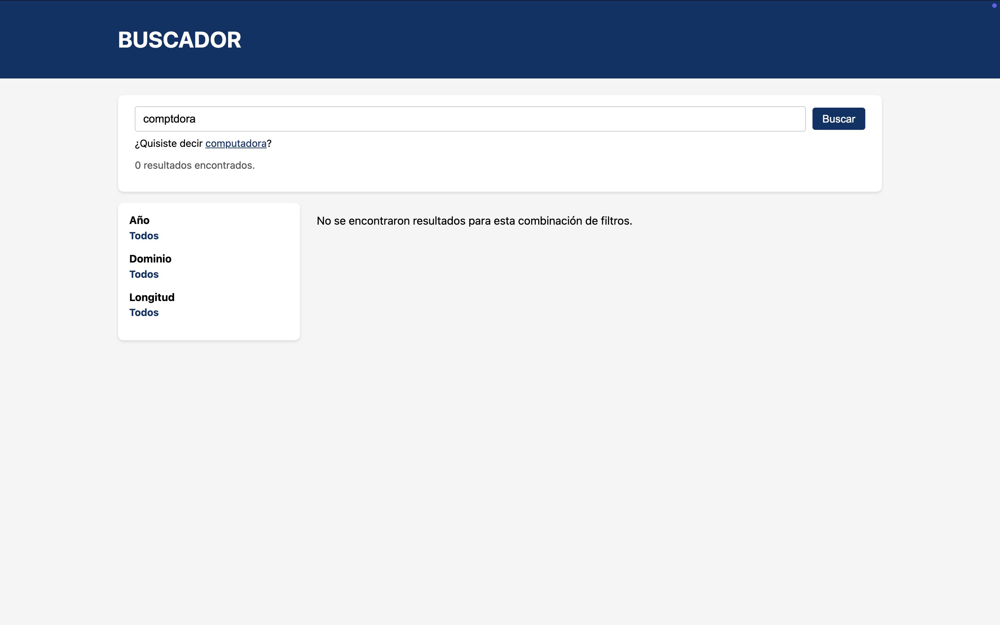 BUSCADOR
comptdora
Buscar
¿Quisiste decir computadora?
0 resultados encontrados.
Año
Todos
Dominio
Todos
Longitud
Todos
No se encontraron resultados para esta combinación de filtros.